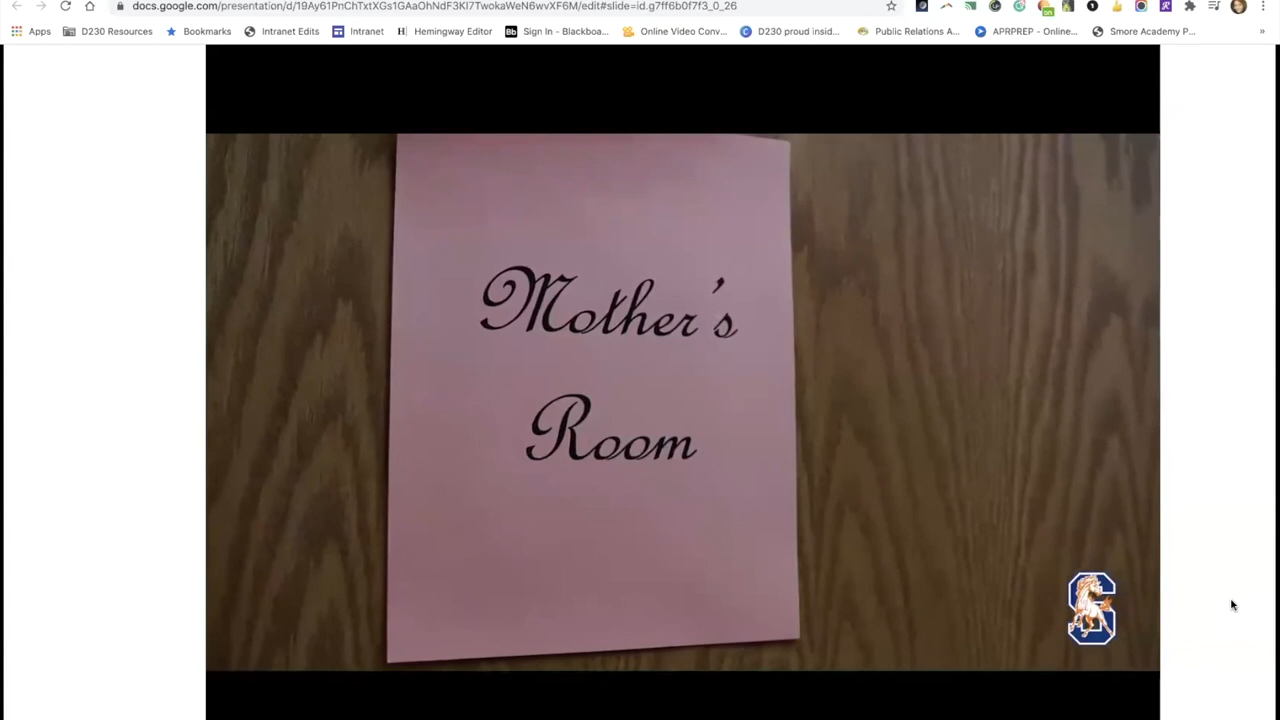 docs.google.com/presentation/d/19Ay61PnChTxtXGs1GAaOhNdF3KI7TwokaWeN6wvXF6M/edit#slide=id.g7ff6b0f7f3_0_26
Apps D230 Resources Bookmarks Intranet Edits Intranet Hemingway Editor Sign In - Blackboa... Online Video Conv... D230 proud insid... Public Relations A... APRPREP - Online... Smore Academy P... »
Mother's
Room
S